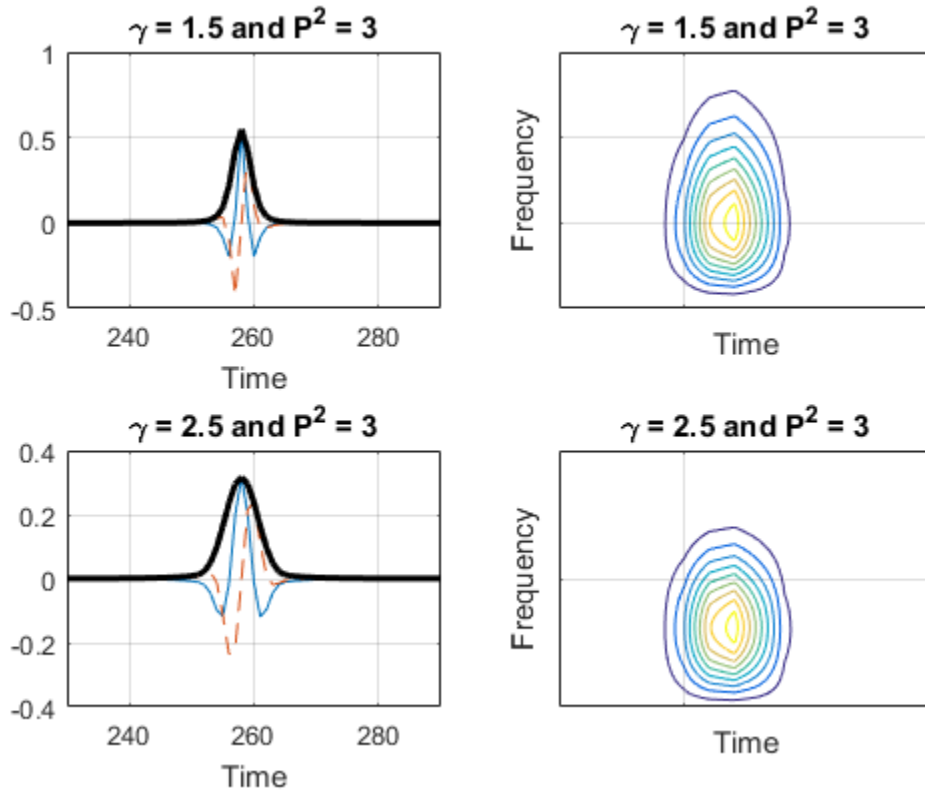 γ = 1.5 and P² = 3
1
0.5
0
-0.5
240 260 280
Time
γ = 1.5 and P² = 3
Frequency
Time
γ = 2.5 and P² = 3
0.4
0.2
0
-0.2
-0.4
240 260 280
Time
γ = 2.5 and P² = 3
Frequency
Time